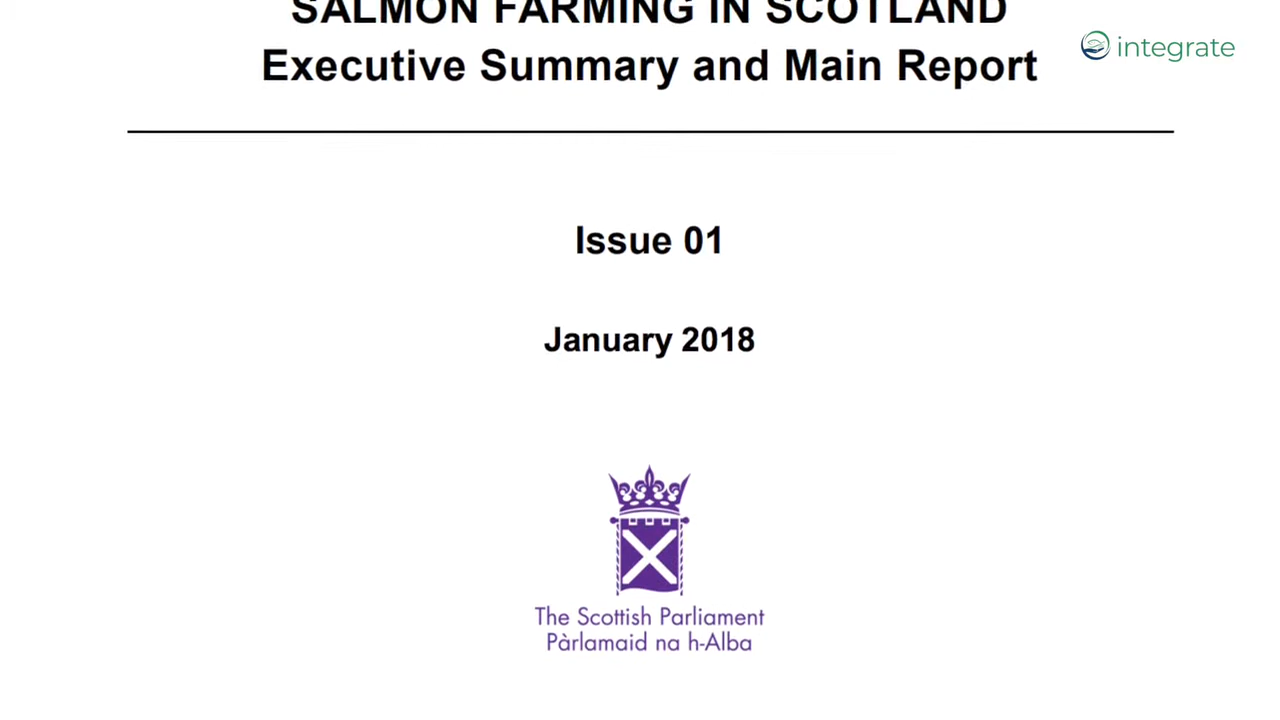 SALMON FARMING IN SCOTLAND
integrate
Executive Summary and Main Report
Issue 01
January 2018
The Scottish Parliament
Pàrlamaid na h-Alba